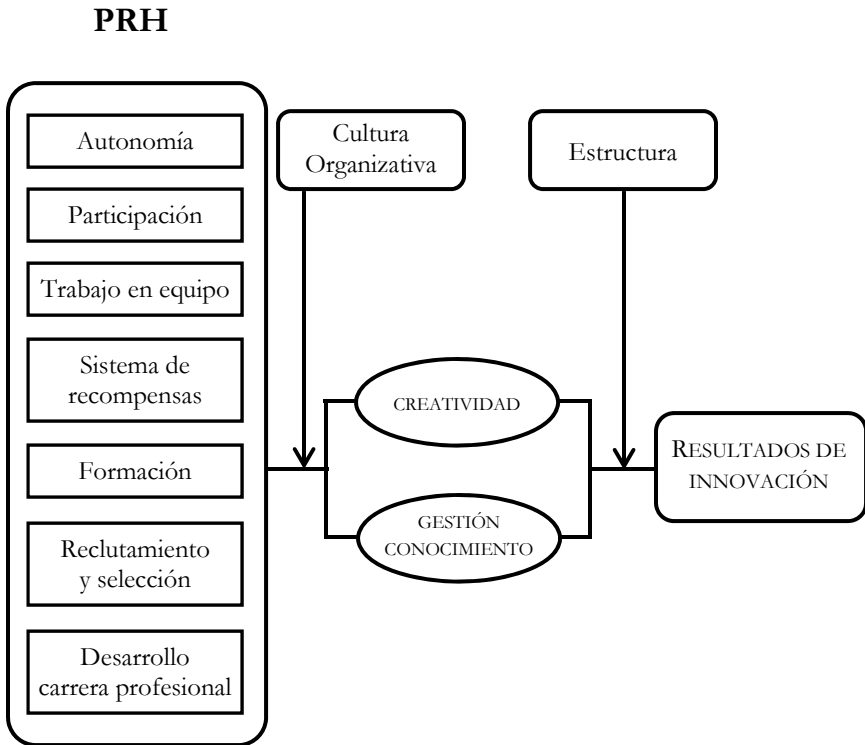 PRH
Autonomía
Participación
Trabajo en equipo
Sistema de
recompensas
Formación
Reclutamiento
y selección
Desarrollo
carrera profesional
Cultura
Organizativa
Estructura
CREATIVIDAD
GESTIÓN
CONOCIMIENTO
RESULTADOS DE
INNOVACIÓN